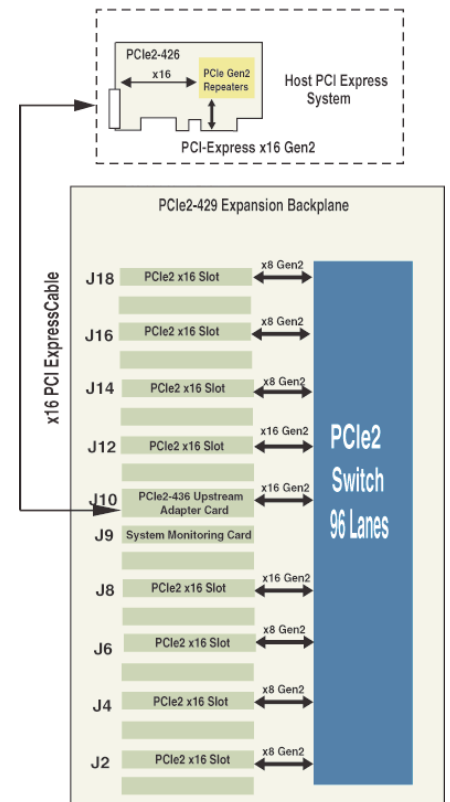 PCIe2-426
x16
PCIe Gen2
Repeaters
Host PCI Express
System
PCI-Express x16 Gen2
x16 PCI ExpressCable
PCIe2-429 Expansion Backplane
J18
PCIe2 x16 Slot
x8 Gen2
J16
PCIe2 x16 Slot
x8 Gen2
J14
PCIe2 x16 Slot
x8 Gen2
J12
PCIe2 x16 Slot
x16 Gen2
J10
PCIe2-436 Upstream
Adapter Card
x16 Gen2
J9
System Monitoring Card
J8
PCIe2 x16 Slot
x16 Gen2
J6
PCIe2 x16 Slot
x8 Gen2
J4
PCIe2 x16 Slot
x8 Gen2
J2
PCIe2 x16 Slot
x8 Gen2
PCIe2
Switch
96 Lanes